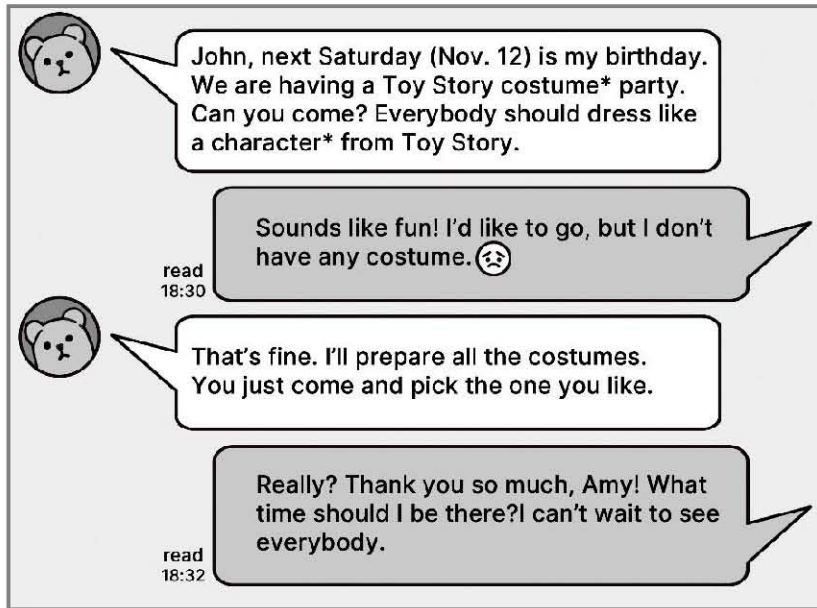 John, next Saturday (Nov. 12) is my birthday.
We are having a Toy Story costume* party.
Can you come? Everybody should dress like
a character* from Toy Story.
Sounds like fun! I'd like to go, but I don't
have any costume.
read
18:30
That's fine. I'll prepare all the costumes.
You just come and pick the one you like.
Really? Thank you so much, Amy! What
time should I be there?I can't wait to see
everybody.
read
18:32